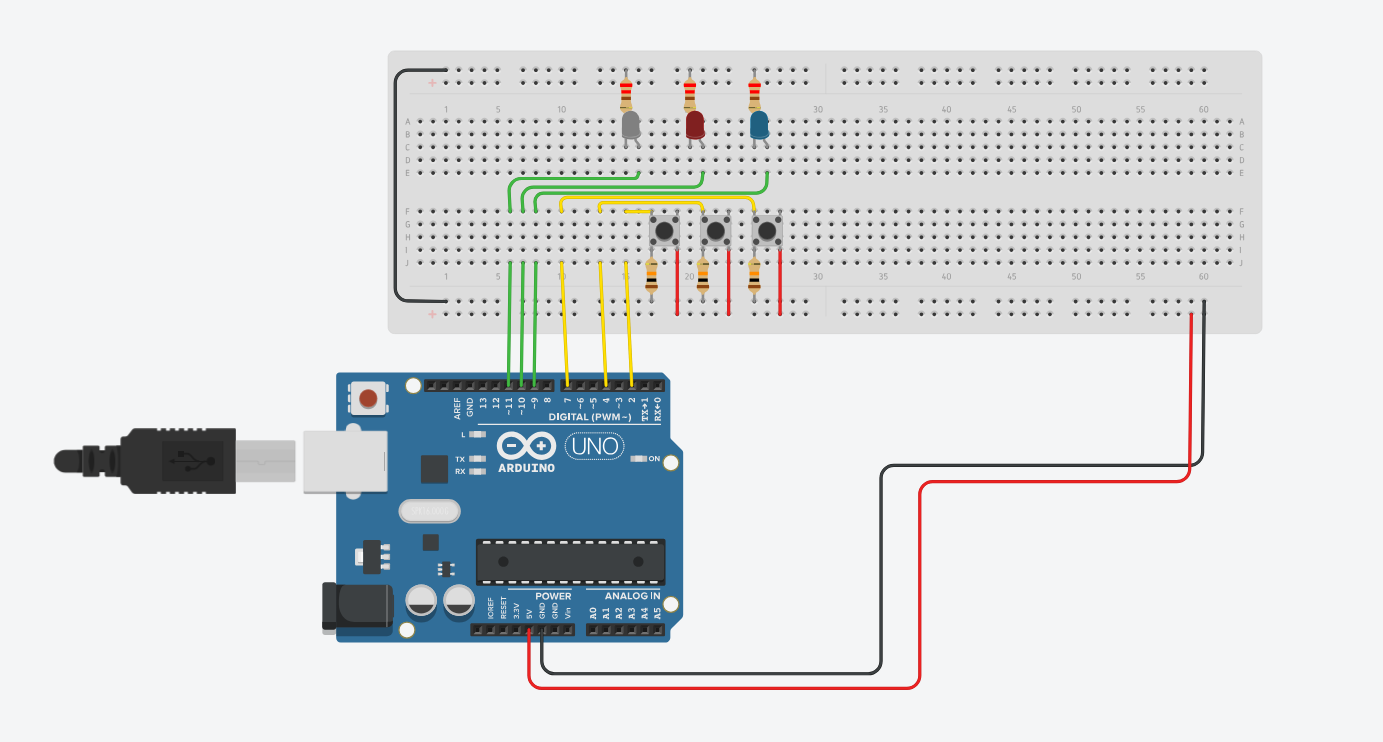 +
1 5 10 30 35 40 45 50 55 60
A A
B B
C C
D D
E E
F F
G G
H H
I I
J J
1 5 10 15 20 30 35 40 45 50 55 60
+
AREF GND 13 12 ~11 ~10 ~9 8 7 ~6 ~5 4 ~3 2 TX→1 RX←0
DIGITAL (PWM~)
L
TX
RX
UNO
ON
ARDUINO
POWER ANALOG IN
IOREF RESET 3.3V 5V GND GND Vin A0 A1 A2 A3 A4 A5